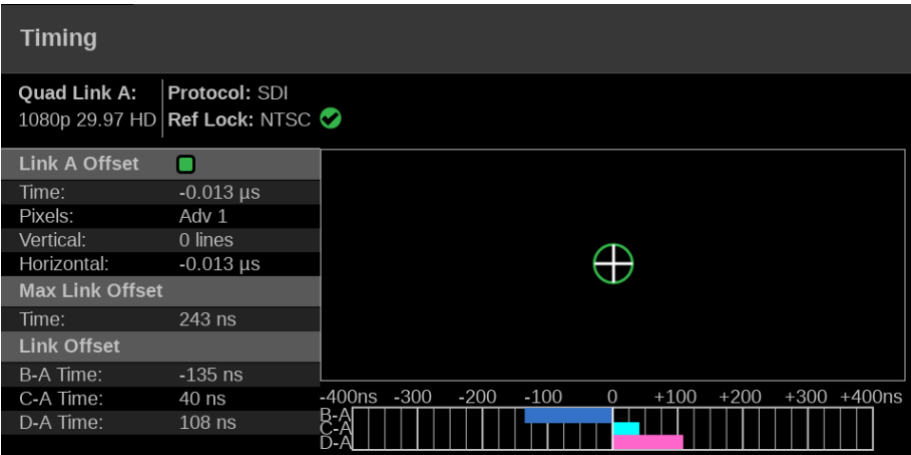 Timing
Quad Link A: Protocol: SDI
1080p 29.97 HD Ref Lock: NTSC
Link A Offset
Time: -0.013 µs
Pixels: Adv 1
Vertical: 0 lines
Horizontal: -0.013 µs
Max Link Offset
Time: 243 ns
Link Offset
B-A Time: -135 ns
C-A Time: 40 ns
D-A Time: 108 ns
-400ns -300 -200 -100 0 +100 +200 +300 +400ns
B-A
C-A
D-A